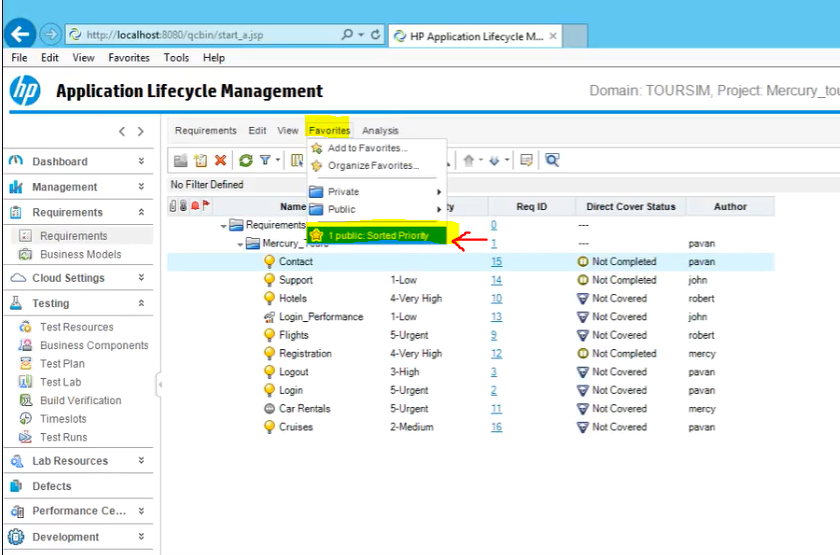 http://localhost:8080/qcbin/start_a.jsp
HP Application Lifecycle M...
File Edit View Favorites Tools Help
hp Application Lifecycle Management
Domain: TOURSIM, Project: Mercury_tou
Requirements Edit View Favorites Analysis
Add to Favorites...
Organize Favorites...
Private
Public
1 public: Sorted Priority
Dashboard
Management
Requirements
Requirements
Business Models
Cloud Settings
Testing
Test Resources
Business Components
Test Plan
Test Lab
Build Verification
Timeslots
Test Runs
Lab Resources
Defects
Performance Ce...
Development
No Filter Defined
Name Req ID Direct Cover Status Author
Requirements 0 ---
Mercury_Tours 1 --- pavan
Contact 15 Not Completed pavan
Support 1-Low 14 Not Completed john
Hotels 4-Very High 10 Not Covered robert
Login_Performance 1-Low 13 Not Covered john
Flights 5-Urgent 9 Not Covered robert
Registration 4-Very High 12 Not Completed mercy
Logout 3-High 3 Not Covered pavan
Login 5-Urgent 2 Not Covered pavan
Car Rentals 5-Urgent 11 Not Covered mercy
Cruises 2-Medium 16 Not Covered pavan